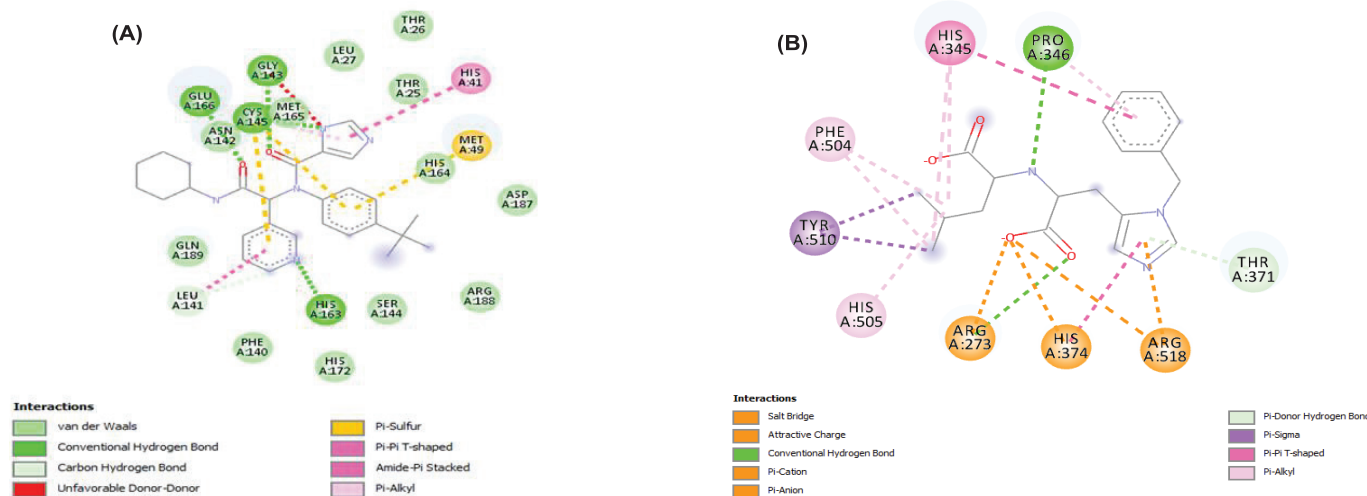 (A)
THR
A:26
LEU
A:27
GLY
A:143
HIS
A:41
THR
A:25
GLU
A:166
CYS
A:145
MET
A:165
ASN
A:142
MET
A:49
HIS
A:164
ASP
A:187
GLN
A:189
LEU
A:141
HIS
A:163
SER
A:144
ARG
A:188
PHE
A:140
HIS
A:172
O
O
N
N
N
N
N
H
Interactions
van der Waals
Conventional Hydrogen Bond
Carbon Hydrogen Bond
Unfavorable Donor-Donor
Pi-Sulfur
Pi-Pi T-shaped
Amide-Pi Stacked
Pi-Alkyl
(B)
HIS
A:345
PRO
A:346
PHE
A:504
TYR
A:510
HIS
A:505
ARG
A:273
HIS
A:374
ARG
A:518
THR
A:371
O
-O
N
N
-O
O
N
Interactions
Salt Bridge
Attractive Charge
Conventional Hydrogen Bond
Pi-Cation
Pi-Anion
Pi-Donor Hydrogen Bond
Pi-Sigma
Pi-Pi T-shaped
Pi-Alkyl